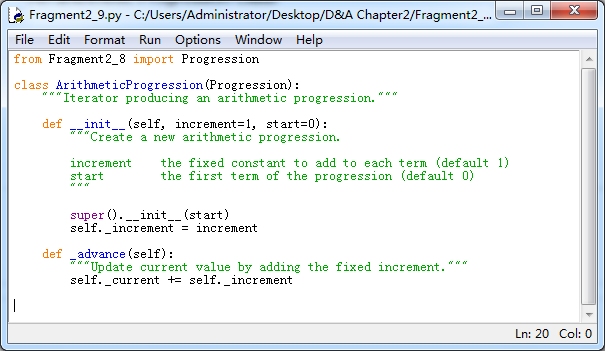 Fragment2_9.py - C:/Users/Administrator/Desktop/D&A Chapter2/Fragment2_...
File Edit Format Run Options Window Help
from Fragment2_8 import Progression
class ArithmeticProgression(Progression):
    """Iterator producing an arithmetic progression."""
    def __init__(self, increment=1, start=0):
        """Create a new arithmetic progression.
        increment    the fixed constant to add to each term (default 1)
        start        the first term of the progression (default 0)
        """
        super().__init__(start)
        self._increment = increment
    def _advance(self):
        """Update current value by adding the fixed increment."""
        self._current += self._increment
Ln: 20 Col: 0